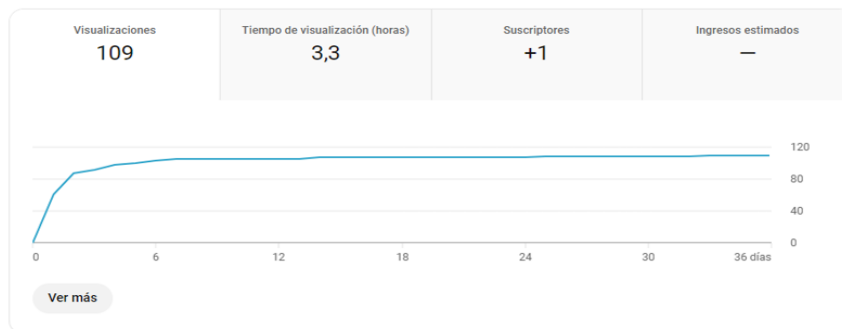 Visualizaciones
109
Tiempo de visualización (horas)
3,3
Suscriptores
+1
Ingresos estimados
—
120
80
40
0
0 6 12 18 24 30 36 días
Ver más